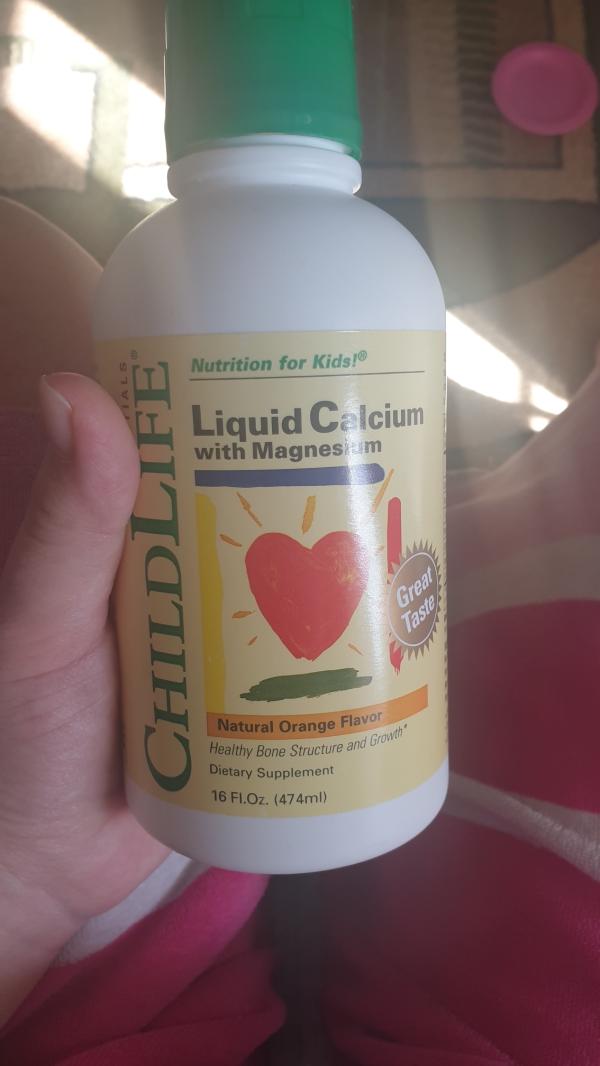 TIALS®
CHILDLIFE
Nutrition for Kids!®
Liquid Calcium
with Magnesium
Great
Taste
Natural Orange Flavor
Healthy Bone Structure and Growth*
Dietary Supplement
16 Fl.Oz. (474ml)